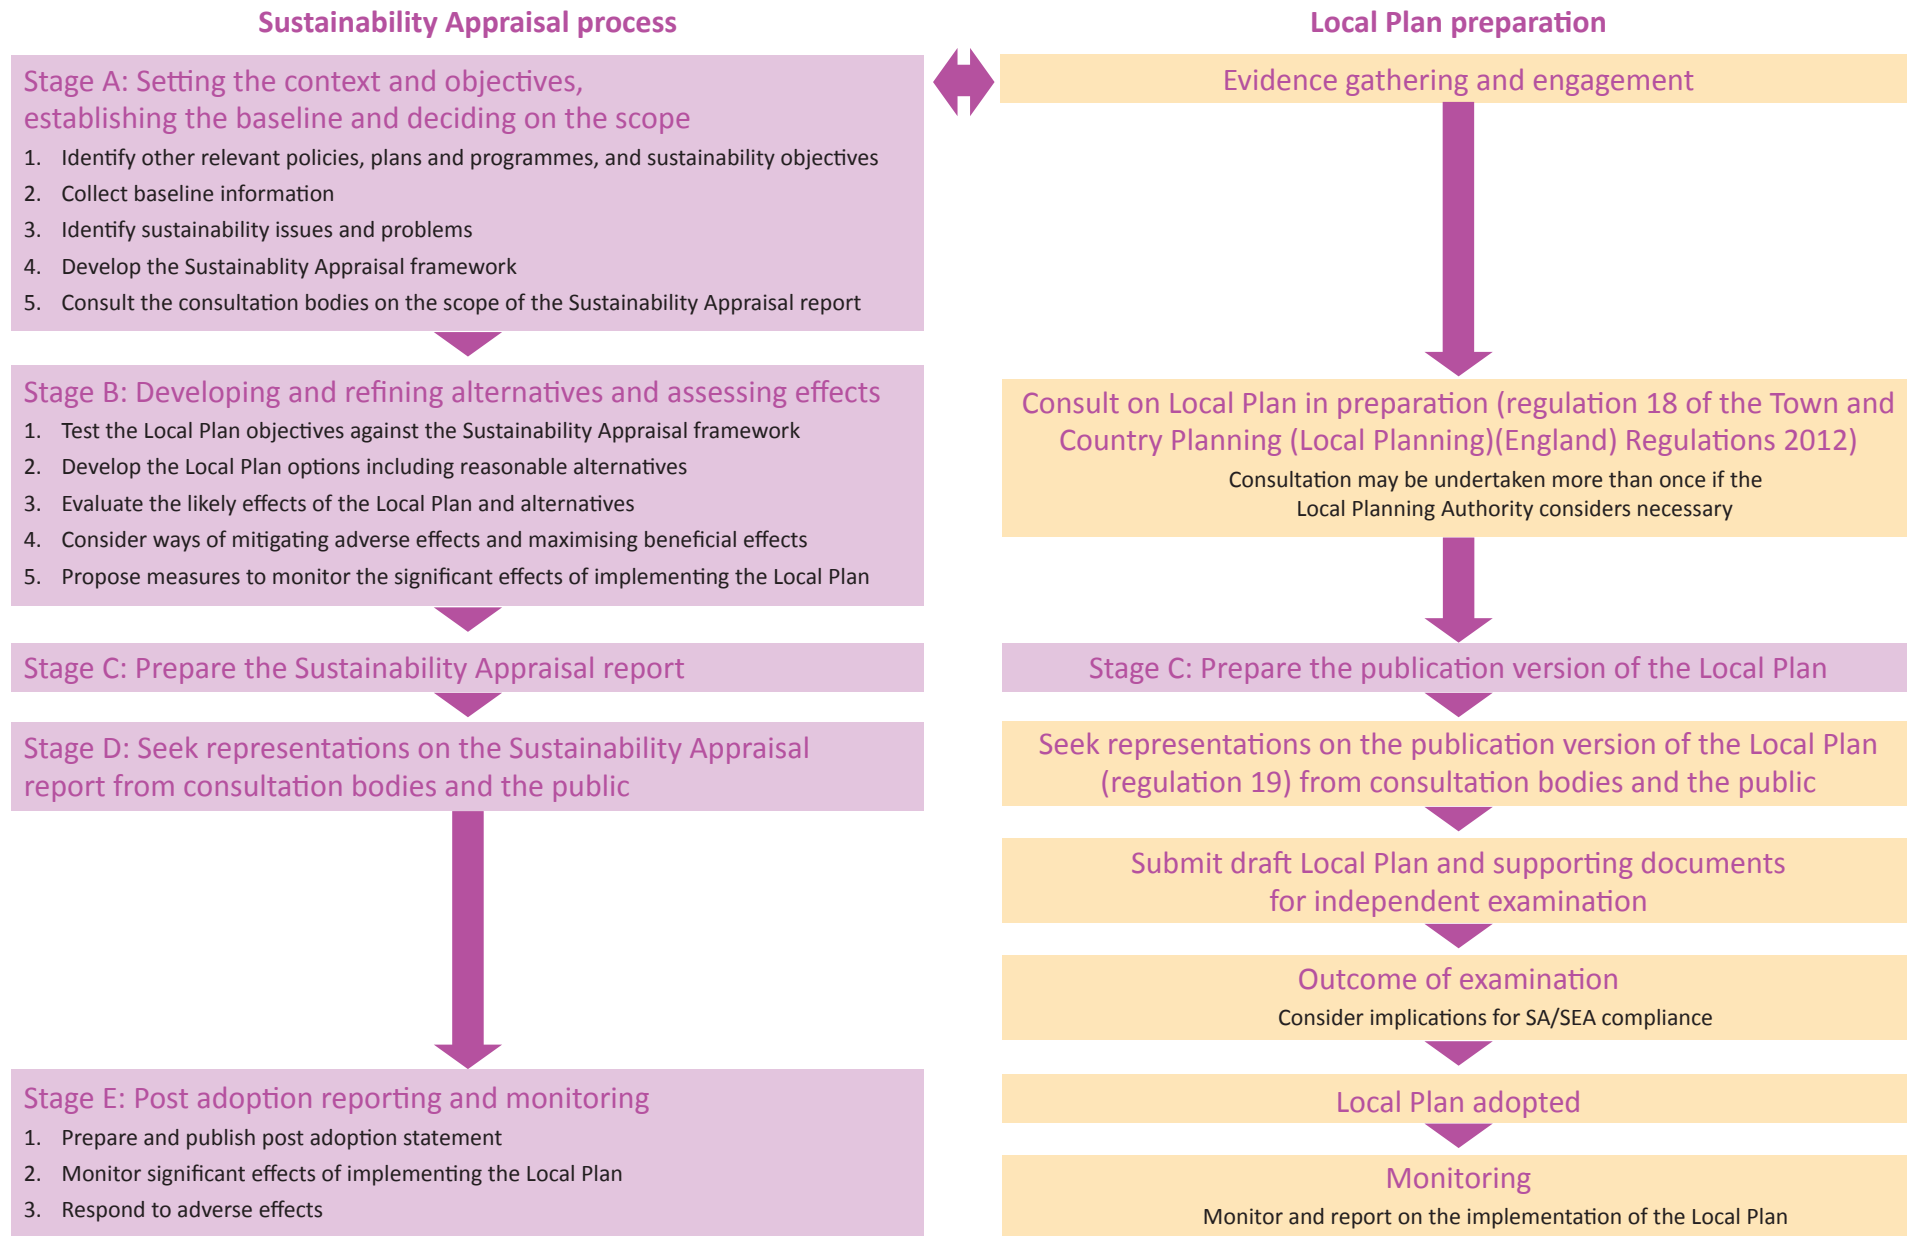 Sustainability Appraisal process
Stage A: Setting the context and objectives,
establishing the baseline and deciding on the scope
1. Identify other relevant policies, plans and programmes, and sustainability objectives
2. Collect baseline information
3. Identify sustainability issues and problems
4. Develop the Sustainablity Appraisal framework
5. Consult the consultation bodies on the scope of the Sustainability Appraisal report
Stage B: Developing and refining alternatives and assessing effects
1. Test the Local Plan objectives against the Sustainability Appraisal framework
2. Develop the Local Plan options including reasonable alternatives
3. Evaluate the likely effects of the Local Plan and alternatives
4. Consider ways of mitigating adverse effects and maximising beneficial effects
5. Propose measures to monitor the significant effects of implementing the Local Plan
Stage C: Prepare the Sustainability Appraisal report
Stage D: Seek representations on the Sustainability Appraisal
report from consultation bodies and the public
Stage E: Post adoption reporting and monitoring
1. Prepare and publish post adoption statement
2. Monitor significant effects of implementing the Local Plan
3. Respond to adverse effects
Local Plan preparation
Evidence gathering and engagement
Consult on Local Plan in preparation (regulation 18 of the Town and
Country Planning (Local Planning)(England) Regulations 2012)
Consultation may be undertaken more than once if the
Local Planning Authority considers necessary
Stage C: Prepare the publication version of the Local Plan
Seek representations on the publication version of the Local Plan
(regulation 19) from consultation bodies and the public
Submit draft Local Plan and supporting documents
for independent examination
Outcome of examination
Consider implications for SA/SEA compliance
Local Plan adopted
Monitoring
Monitor and report on the implementation of the Local Plan